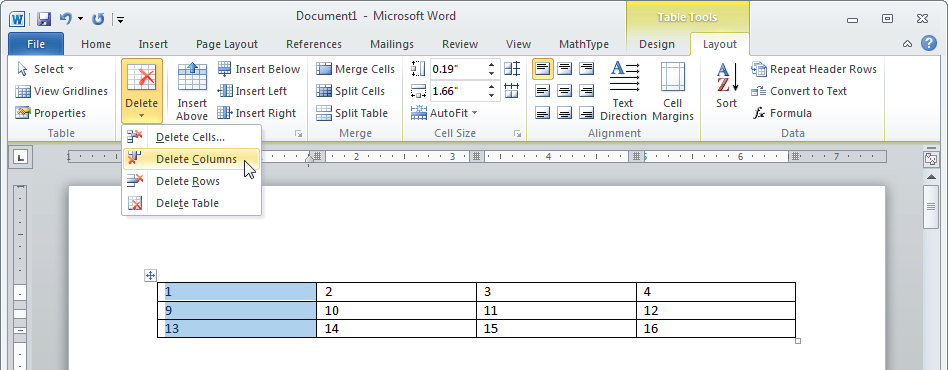 Document1 - Microsoft Word
Table Tools
File Home Insert Page Layout References Mailings Review View MathType Design Layout
Select Delete Insert Above Insert Below Merge Cells 0.19" Text Direction Cell Margins Sort Repeat Header Rows
View Gridlines Insert Left Split Cells 1.66" Convert to Text
Properties Insert Right Split Table AutoFit Formula
Table Merge Cell Size Alignment Data
Delete Cells...
Delete Columns
Delete Rows
Delete Table
1 2 3 4 5 6 7
1 2 3 4
9 10 11 12
13 14 15 16